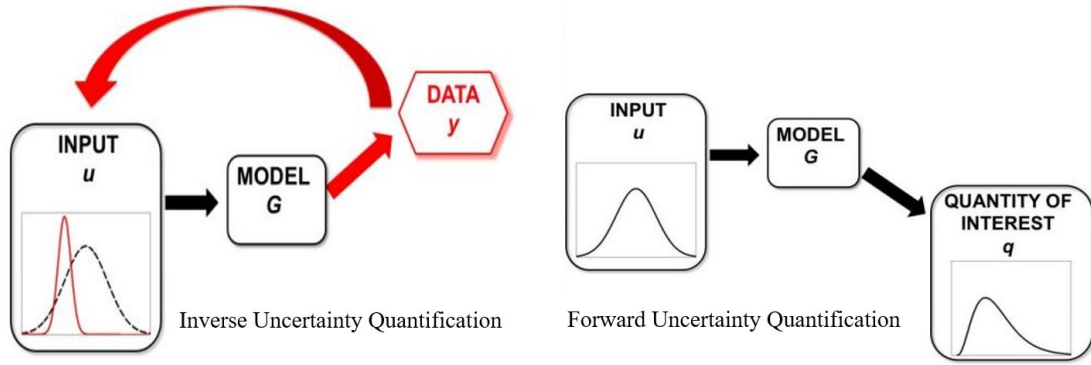 DATA
y
INPUT
u
MODEL
G
Inverse Uncertainty Quantification
INPUT
u
MODEL
G
QUANTITY OF
INTEREST
q
Forward Uncertainty Quantification